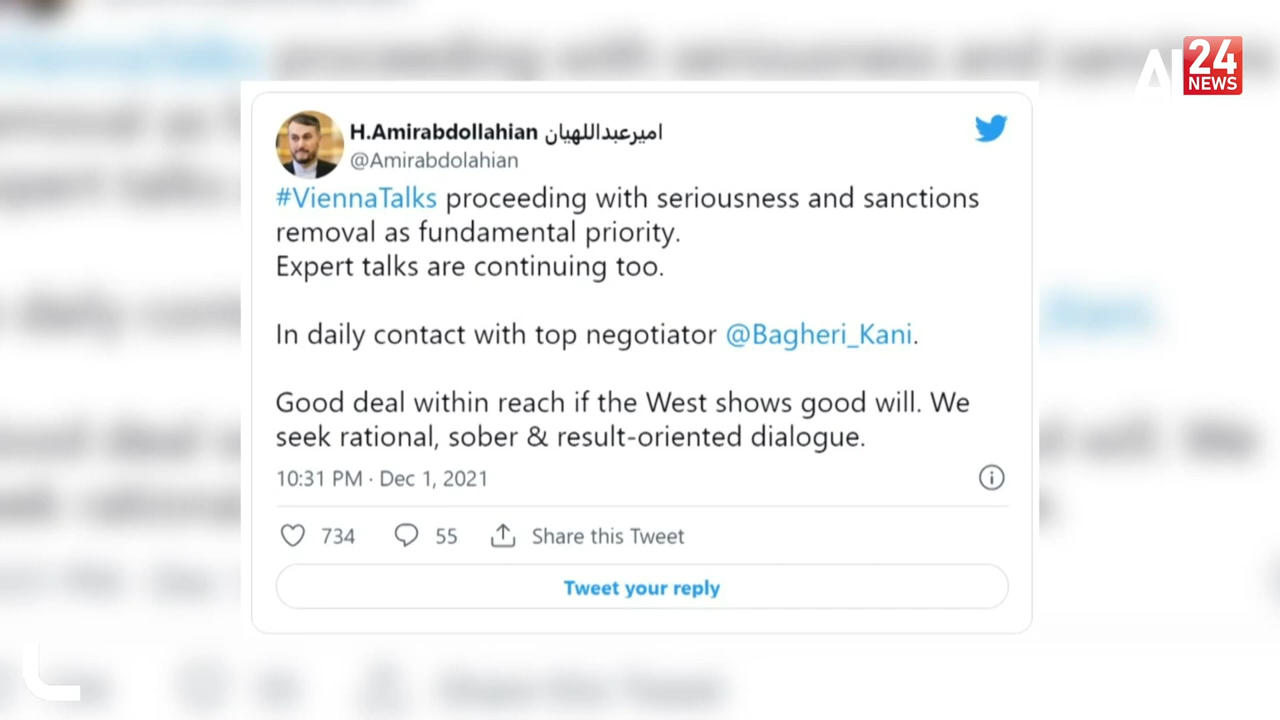 AL
24
NEWS
H.Amirabdollahian امیرعبداللهیان
@Amirabdolahian
#ViennaTalks proceeding with seriousness and sanctions
removal as fundamental priority.
Expert talks are continuing too.
In daily contact with top negotiator @Bagheri_Kani.
Good deal within reach if the West shows good will. We
seek rational, sober & result-oriented dialogue.
10:31 PM · Dec 1, 2021
734
55
Share this Tweet
Tweet your reply